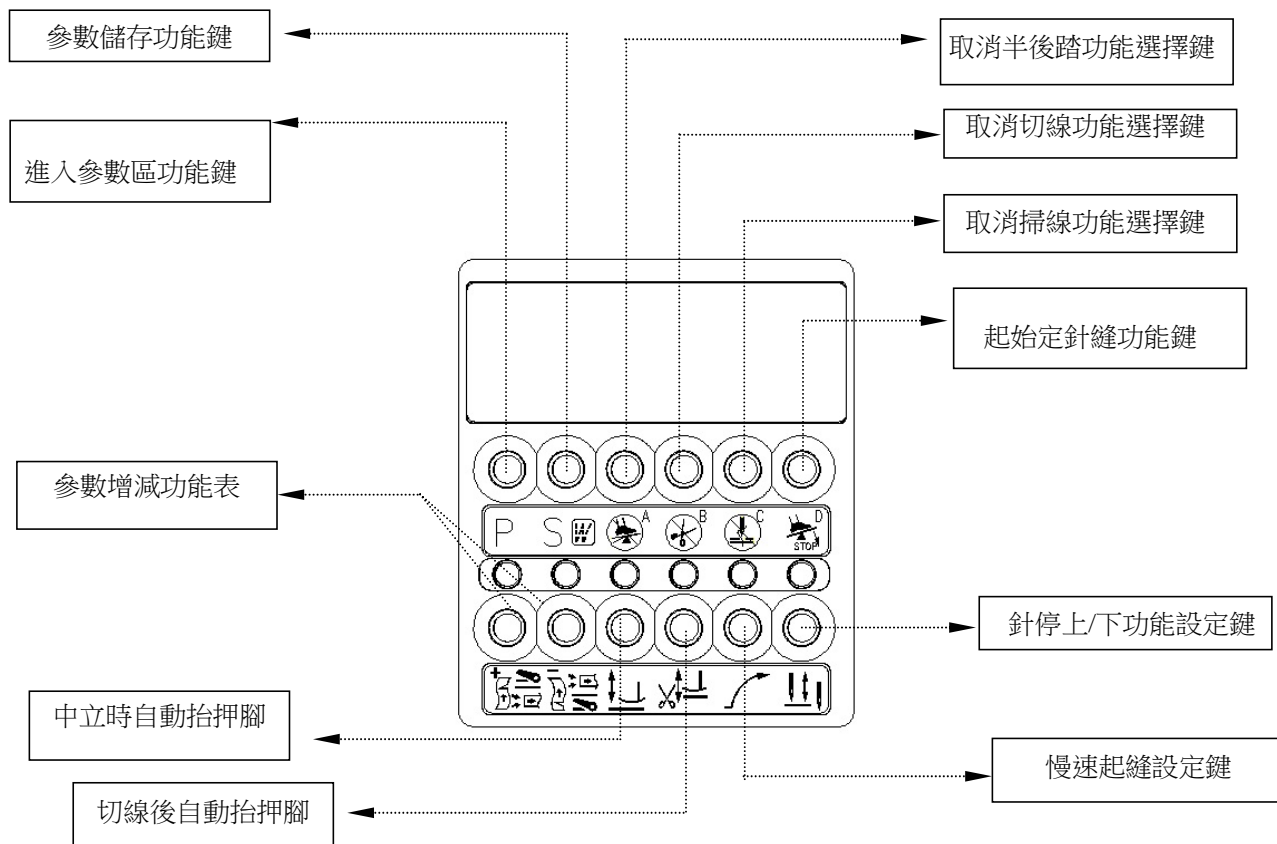 參數儲存功能鍵
取消半後踏功能選擇鍵
進入參數區功能鍵
取消切線功能選擇鍵
取消掃線功能選擇鍵
起始定針縫功能鍵
參數增減功能表
P S A B C D
STOP
針停上/下功能設定鍵
+ −
中立時自動抬押腳
慢速起縫設定鍵
切線後自動抬押腳